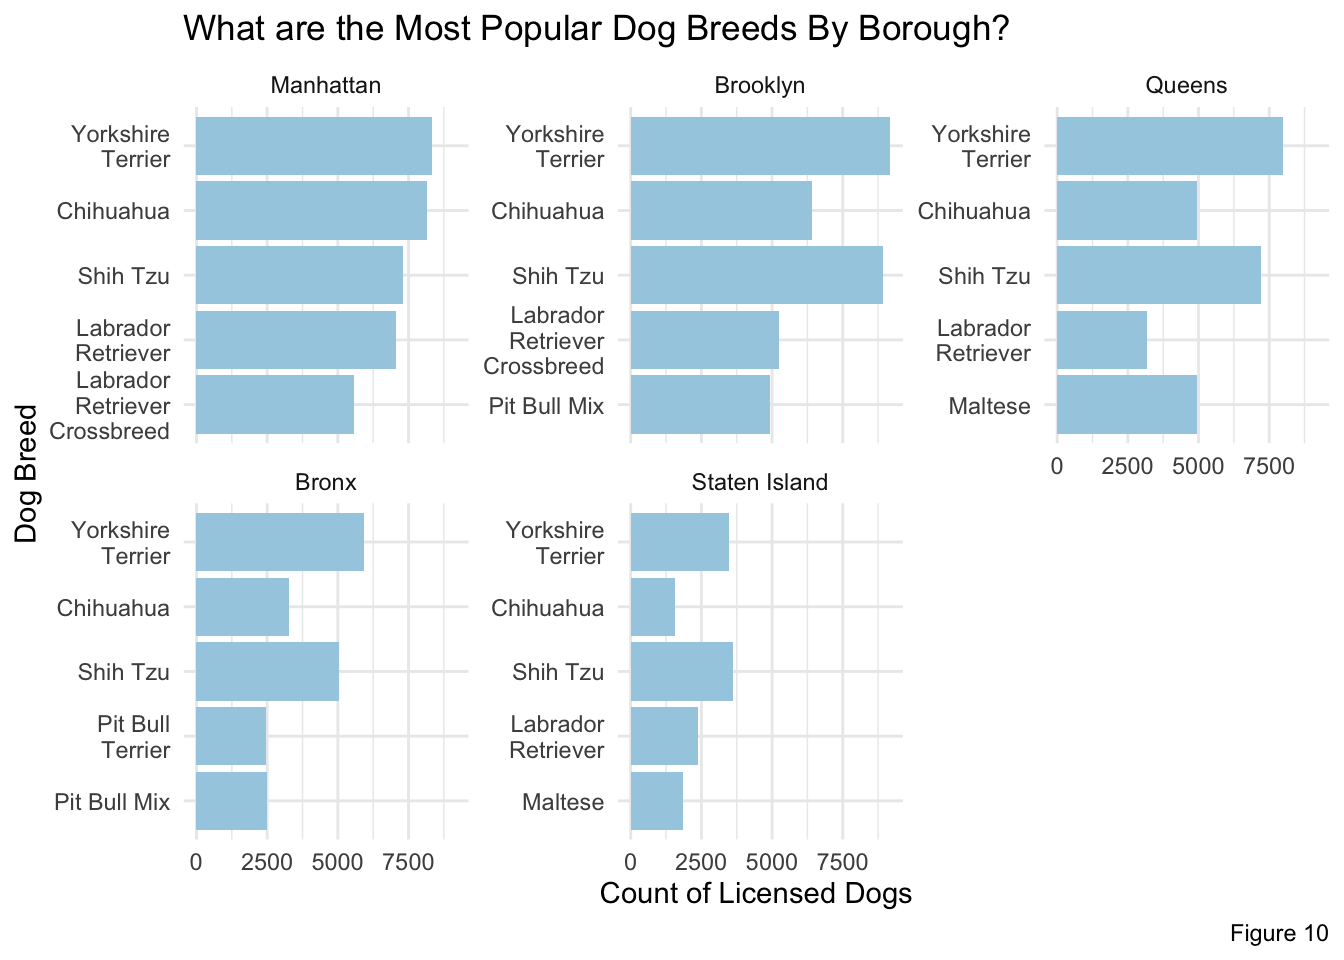 What are the Most Popular Dog Breeds By Borough?
Manhattan
Yorkshire
Terrier
Chihuahua
Shih Tzu
Labrador
Retriever
Labrador
Retriever
Crossbreed
Brooklyn
Yorkshire
Terrier
Chihuahua
Shih Tzu
Labrador
Retriever
Crossbreed
Pit Bull Mix
Queens
Yorkshire
Terrier
Chihuahua
Shih Tzu
Labrador
Retriever
Maltese
0 2500 5000 7500
Dog Breed
Bronx
Yorkshire
Terrier
Chihuahua
Shih Tzu
Pit Bull
Terrier
Pit Bull Mix
0 2500 5000 7500
Staten Island
Yorkshire
Terrier
Chihuahua
Shih Tzu
Labrador
Retriever
Maltese
0 2500 5000 7500
Count of Licensed Dogs
Figure 10